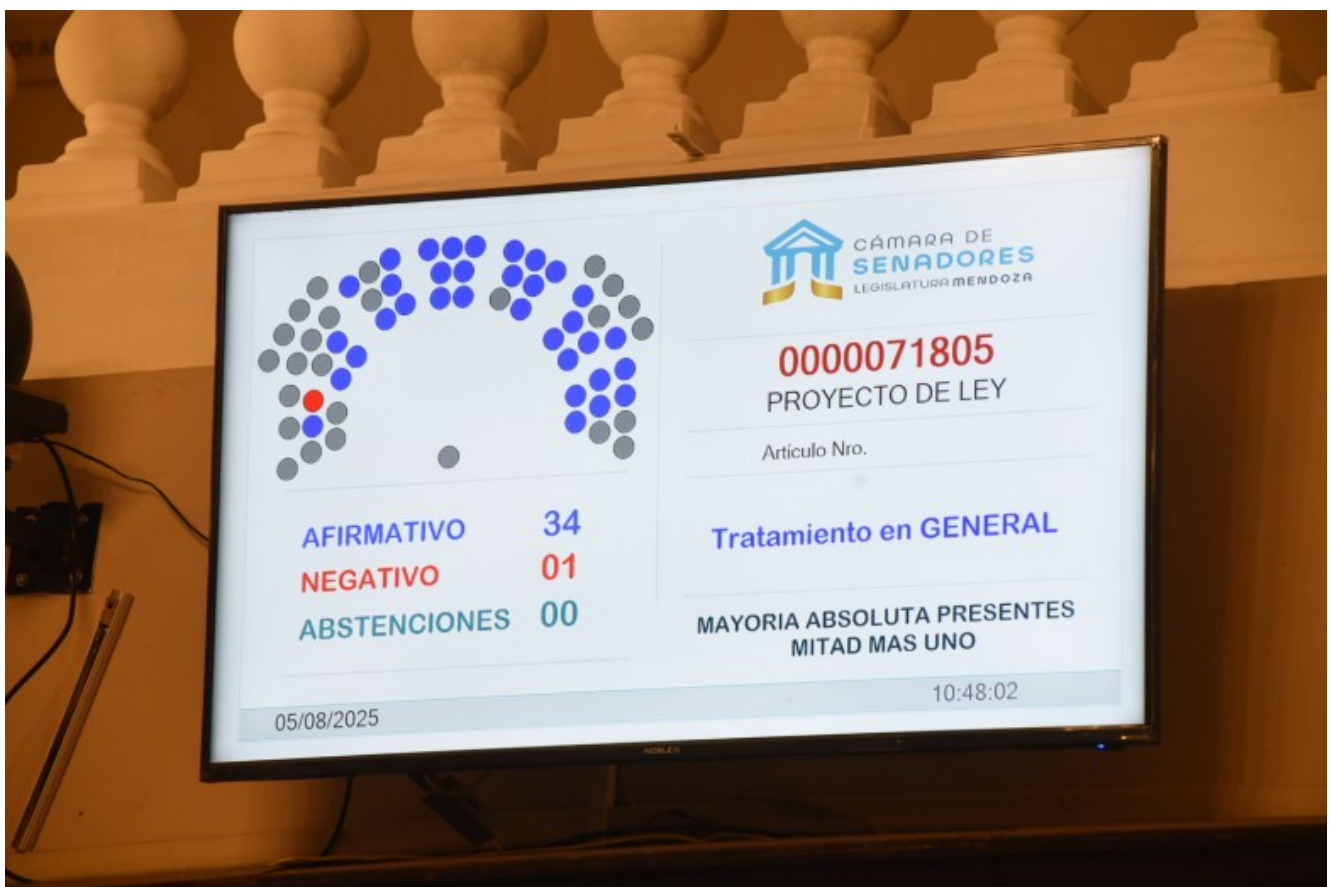 AFIRMATIVO 34
NEGATIVO 01
ABSTENCIONES 00
05/08/2025
CÁMARA DE
SENADORES
LEGISLATURA MENDOZA
0000071805
PROYECTO DE LEY
Artículo Nro.
Tratamiento en GENERAL
MAYORIA ABSOLUTA PRESENTES
MITAD MAS UNO
10:48:02
NOBLEX